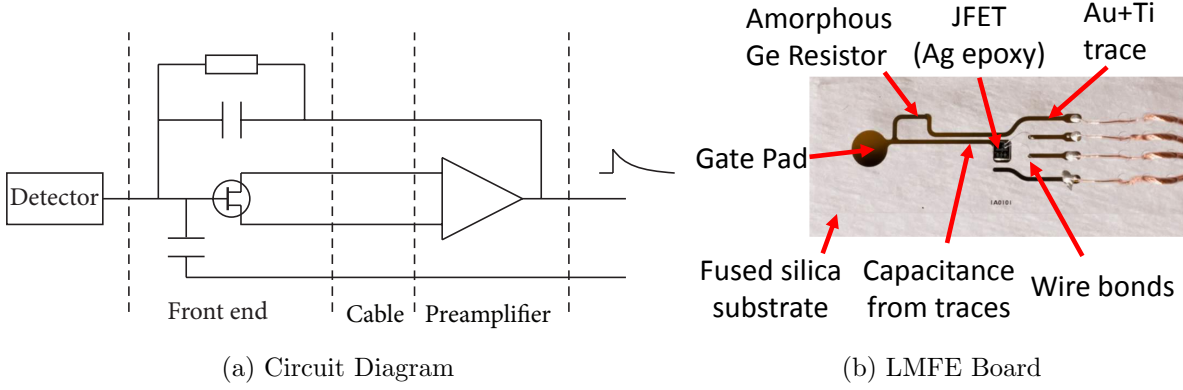 Detector
Front end
Cable
Preamplifier
(a) Circuit Diagram
Amorphous
Ge Resistor
JFET
(Ag epoxy)
Au+Ti
trace
Gate Pad
Fused silica
substrate
Capacitance
from traces
Wire bonds
(b) LMFE Board